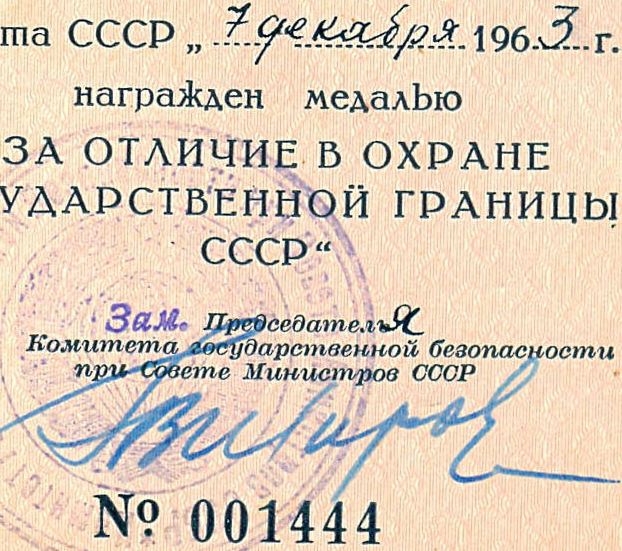 та СССР „ 7 декабря 1963 г.
награжден медалью
ЗА ОТЛИЧИЕ В ОХРАНЕ
УДАРСТВЕННОЙ ГРАНИЦЫ
СССР“
Зам. Председателя
Комитета государственной безопасности
при Совете Министров СССР
№ 001444